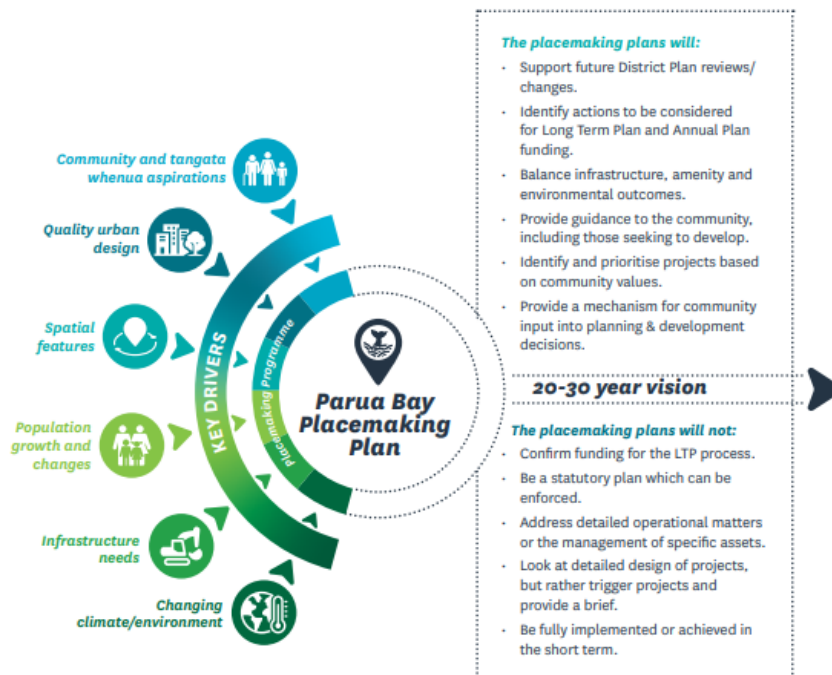 Community and tangata
whenua aspirations
Quality urban
design
Spatial
features
Population
growth and
changes
Infrastructure
needs
Changing
climate/environment
KEY DRIVERS
Placemaking Programme
Parua Bay
Placemaking
Plan
The placemaking plans will:
• Support future District Plan reviews/
changes.
• Identify actions to be considered
for Long Term Plan and Annual Plan
funding.
• Balance infrastructure, amenity and
environmental outcomes.
• Provide guidance to the community,
including those seeking to develop.
• Identify and prioritise projects based
on community values.
• Provide a mechanism for community
input into planning & development
decisions.
20-30 year vision
The placemaking plans will not:
• Confirm funding for the LTP process.
• Be a statutory plan which can be
enforced.
• Address detailed operational matters
or the management of specific assets.
• Look at detailed design of projects,
but rather trigger projects and
provide a brief.
• Be fully implemented or achieved in
the short term.